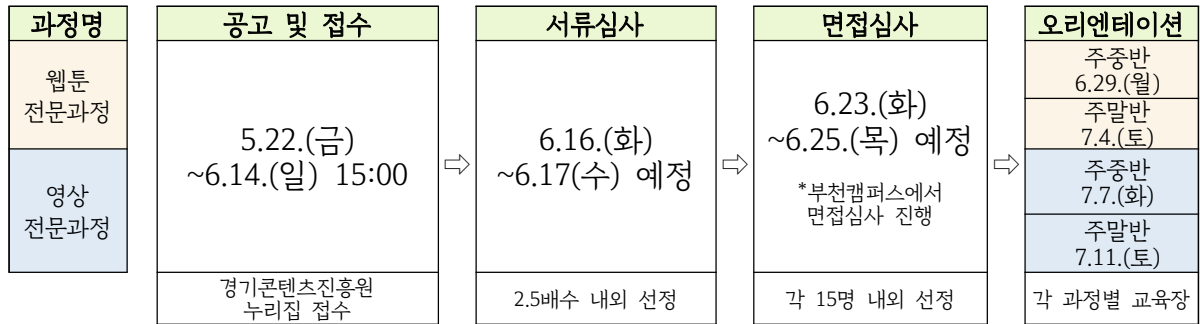 과정명
웹툰
전문과정
영상
전문과정
공고 및 접수
5.22.(금)
~6.14.(일) 15:00
경기콘텐츠진흥원
누리집 접수
⇨
서류심사
6.16.(화)
~6.17(수) 예정
2.5배수 내외 선정
면접심사
6.23.(화)
~6.25.(목) 예정
*부천캠퍼스에서
면접심사 진행
각 15명 내외 선정
⇨
오리엔테이션
주중반
6.29.(월)
주말반
7.4.(토)
주중반
7.7.(화)
주말반
7.11.(토)
각 과정별 교육장